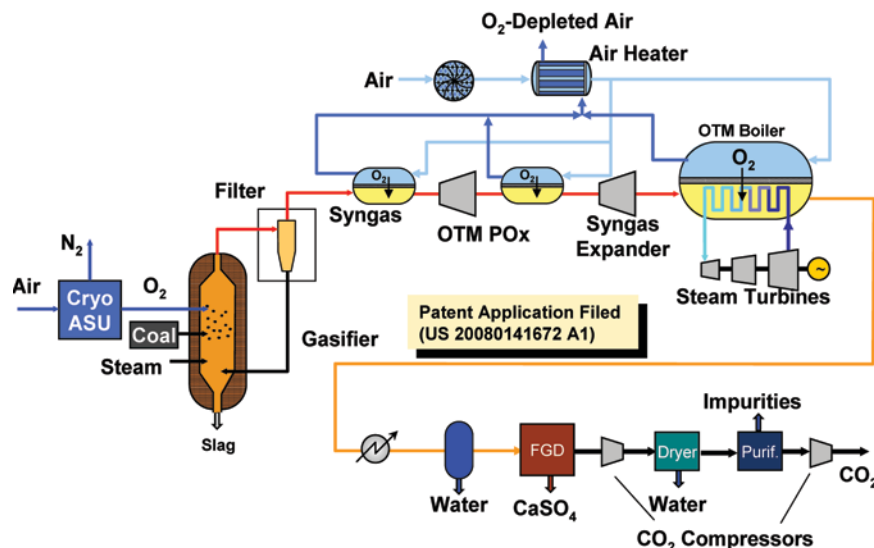 O₂-Depleted Air
Air Heater
Air
OTM Boiler
O₂
O₂
O₂
Filter
Syngas
OTM POx
Syngas
Expander
Steam Turbines
~
N₂
Air
O₂
Cryo
ASU
Coal
Steam
Gasifier
Slag
Patent Application Filed
(US 20080141672 A1)
Impurities
FGD
Dryer
Purif.
CO₂
Water
CaSO₄
Water
CO₂ Compressors